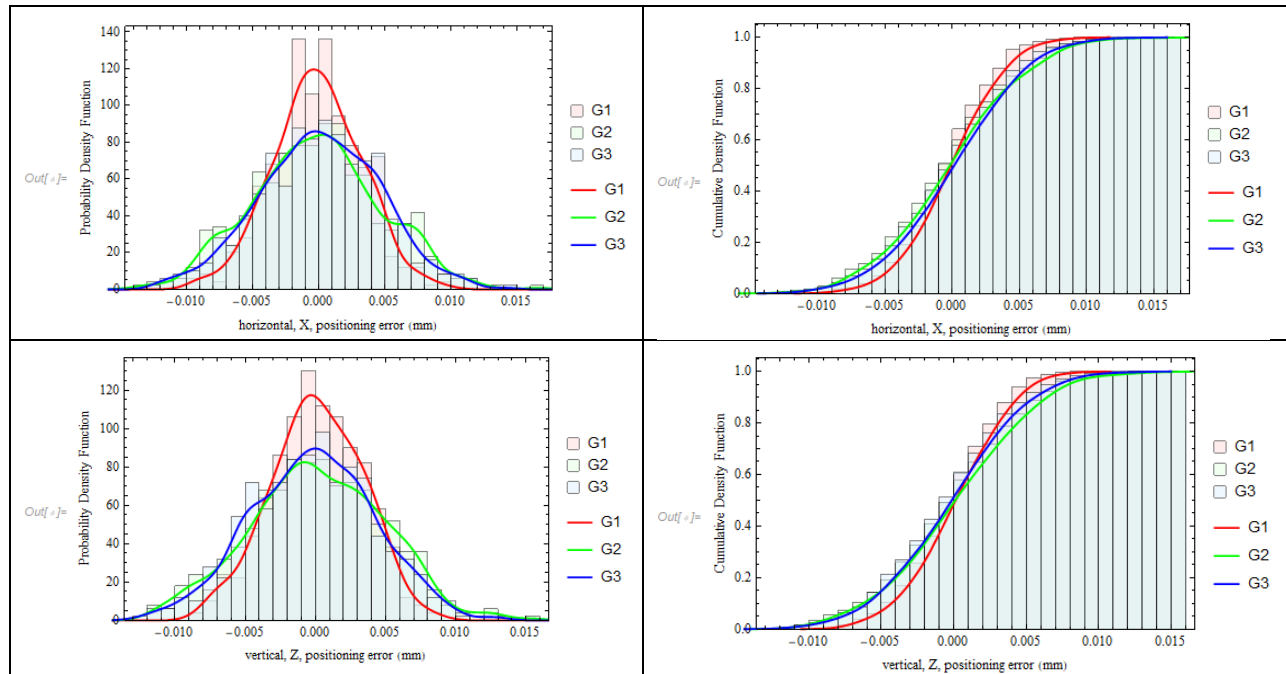 140
120
100
80
60
40
20
0
Probability Density Function
Out[ ]=
−0.010 −0.005 0.000 0.005 0.010 0.015
horizontal, X, positioning error (mm)
G1
G2
G3
G1
G2
G3
1.0
0.8
0.6
0.4
0.2
0.0
Cumulative Density Function
Out[ ]=
−0.010 −0.005 0.000 0.005 0.010 0.015
horizontal, X, positioning error (mm)
G1
G2
G3
G1
G2
G3
120
100
80
60
40
20
0
Probability Density Function
Out[ ]=
−0.010 −0.005 0.000 0.005 0.010 0.015
vertical, Z, positioning error (mm)
G1
G2
G3
G1
G2
G3
1.0
0.8
0.6
0.4
0.2
0.0
Cumulative Density Function
Out[ ]=
−0.010 −0.005 0.000 0.005 0.010 0.015
vertical, Z, positioning error (mm)
G1
G2
G3
G1
G2
G3